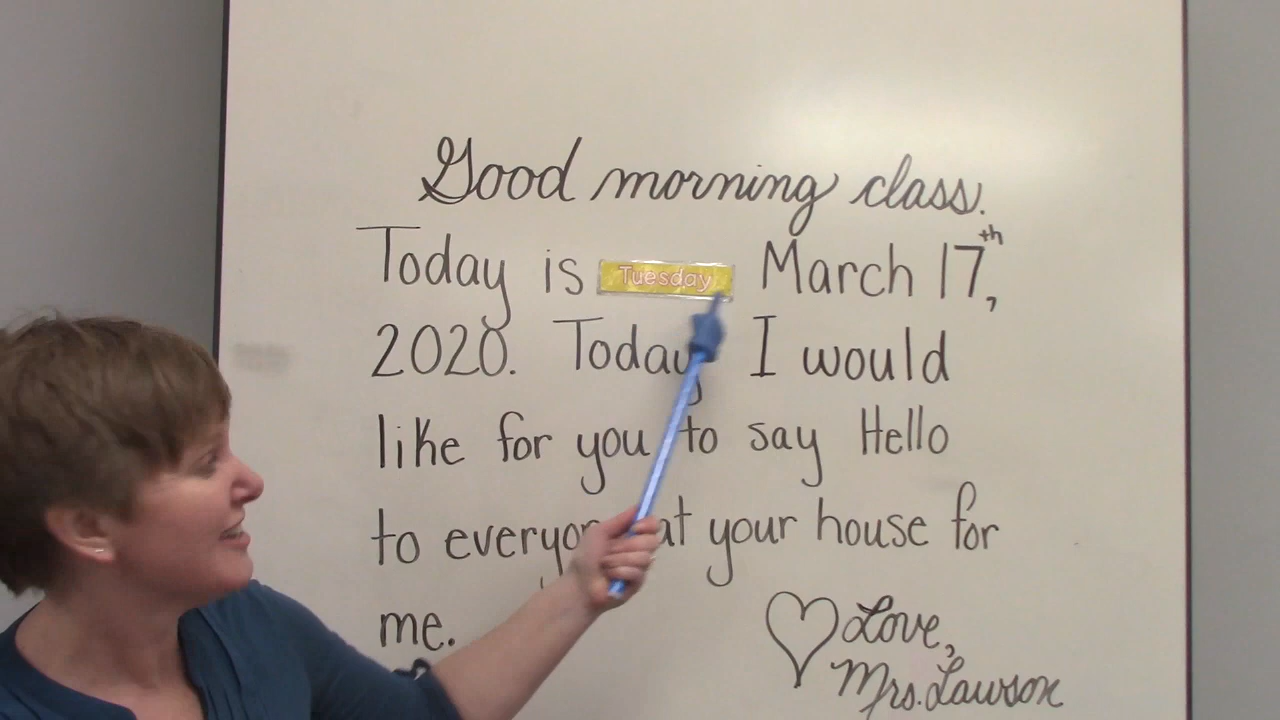 Good morning class.
Today is Tuesday March 17th,
2020. Today I would
like for you to say Hello
to everyon at your house for
me.
Love,
Mrs. Lawson